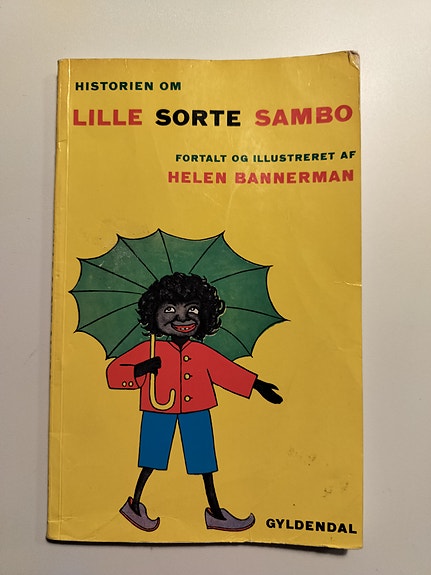 HISTORIEN OM
LILLE SORTE SAMBO
FORTALT OG ILLUSTRERET AF
HELEN BANNERMAN
GYLDENDAL